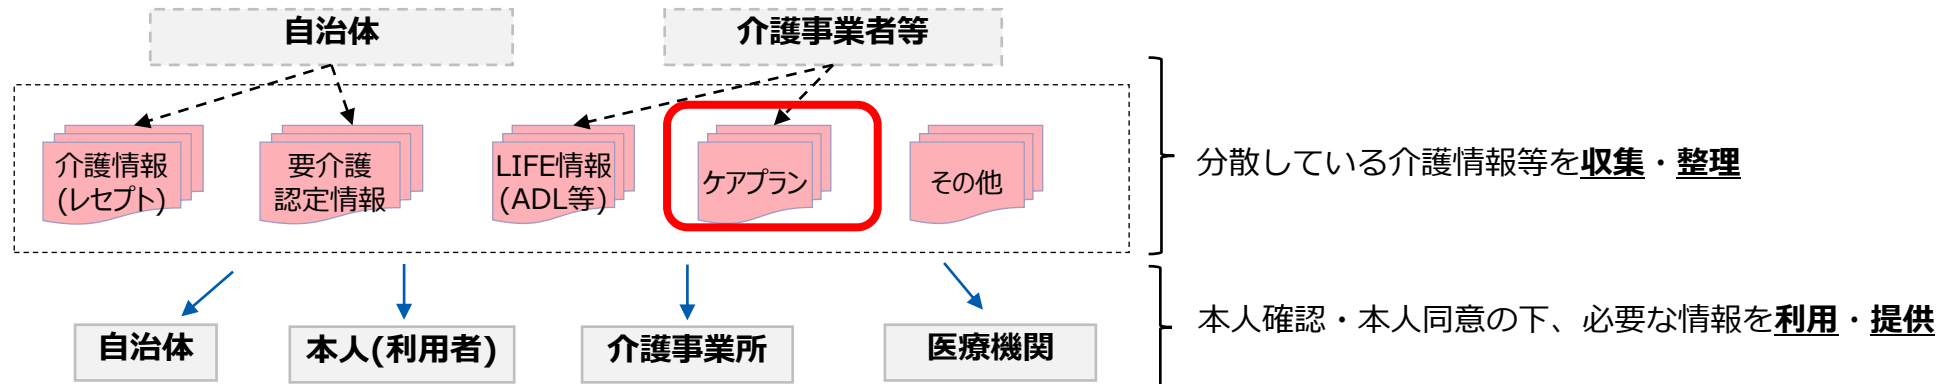 自治体
介護事業者等
介護情報
(レセプト)
要介護
認定情報
LIFE情報
(ADL等)
ケアプラン
その他
分散している介護情報等を収集・整理
自治体
本人(利用者)
介護事業所
医療機関
本人確認・本人同意の下、必要な情報を利用・提供